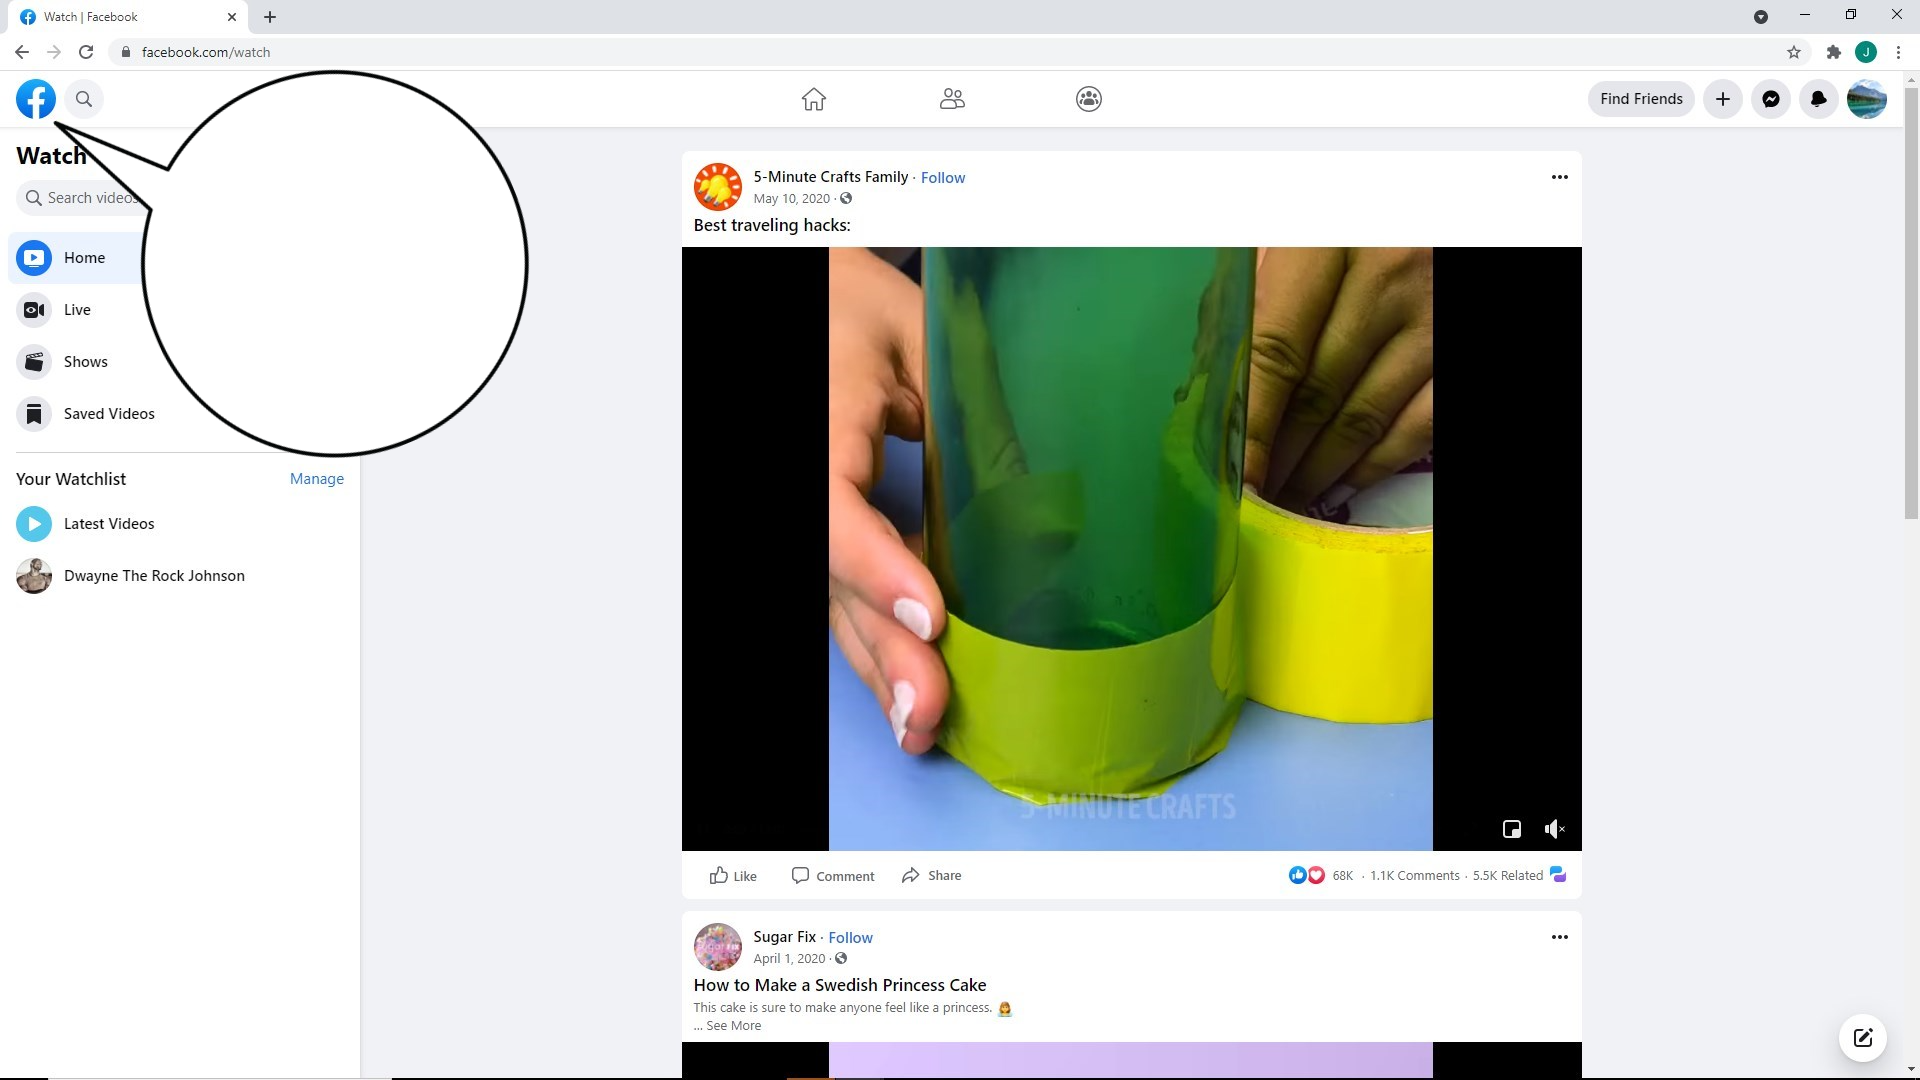 Watch | Facebook
facebook.com/watch
Find Friends
Watch
Search videos
Home
Live
Shows
Saved Videos
Your Watchlist
Manage
Latest Videos
Dwayne The Rock Johnson
5-Minute Crafts Family · Follow
May 10, 2020 ·
Best traveling hacks:
5-MINUTE CRAFTS
Like
Comment
Share
68K · 1.1K Comments · 5.5K Related
Sugar Fix · Follow
April 1, 2020 ·
How to Make a Swedish Princess Cake
This cake is sure to make anyone feel like a princess.
... See More
J